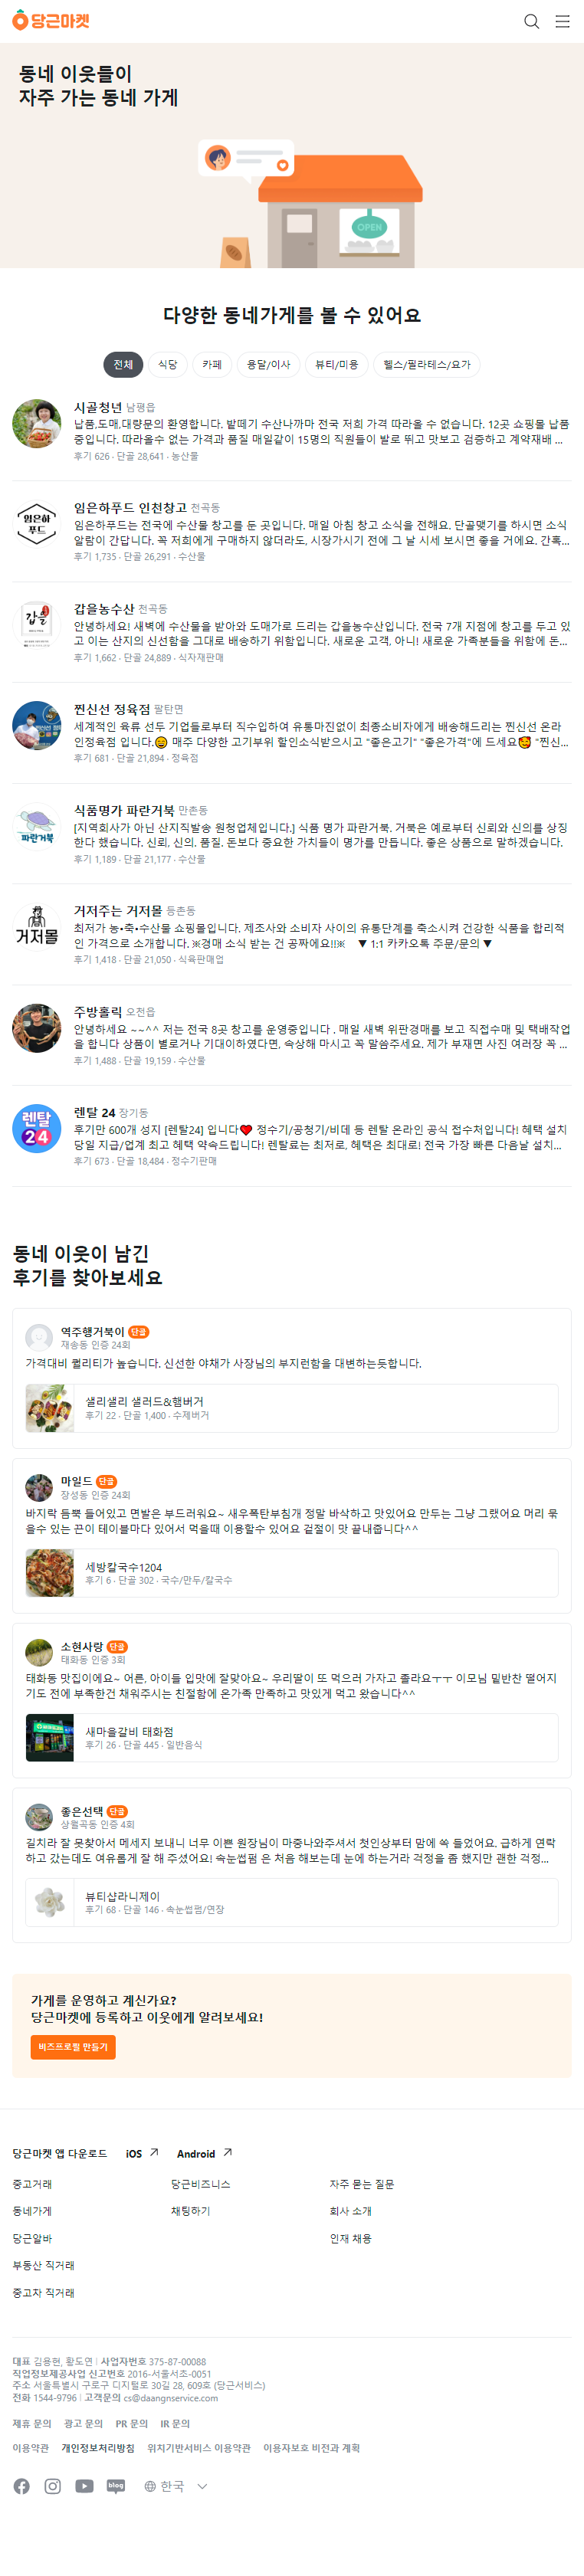 당근마켓
동네 이웃들이
자주 가는 동네 가게
OPEN
다양한 동네가게를 볼 수 있어요
전체 식당 카페 용달/이사 뷰티/미용 헬스/필라테스/요가
시골청년 남평읍
납품,도매,대량문의 환영합니다. 밭떼기 수산나까마 전국 저희 가격 따라올 수 없습니다. 12곳 쇼핑몰 납품
중입니다. 따라올수 없는 가격과 품질 매일같이 15명의 직원들이 발로 뛰고 맛보고 검증하고 계약재배 ...
후기 626 · 단골 28,641 · 농산물
임은하푸드
임은하푸드 인천창고 전곡동
임은하푸드는 전국에 수산물 창고를 둔 곳입니다. 매일 아침 창고 소식을 전해요. 단골맺기를 하시면 소식
알람이 간답니다. 꼭 저희에게 구매하지 않더라도, 시장가시기 전에 그 날 시세 보시면 좋을 거에요. 간혹...
후기 1,735 · 단골 26,291 · 수산물
갑을
갑을농수산 전곡동
안녕하세요! 새벽에 수산물을 받아와 도매가로 드리는 갑을농수산입니다. 전국 7개 지점에 창고를 두고 있
고 이는 산지의 신선함을 그대로 배송하기 위함입니다. 새로운 고객, 아니! 새로운 가족분들을 위함에 돈...
후기 1,662 · 단골 24,889 · 식자재판매
찐신선 정육점 팔탄면
세계적인 육류 선두 기업들로부터 직수입하여 유통마진없이 최종소비자에게 배송해드리는 찐신선 온라
인정육점 입니다.😄 매주 다양한 고기부위 할인소식받으시고 "좋은고기" "좋은가격"에 드세요🥰 "찐신...
후기 681 · 단골 21,894 · 정육점
파란거북
식품명가 파란거북 만촌동
[지역회사가 아닌 산지직발송 원청업체입니다.] 식품 명가 파란거북. 거북은 예로부터 신뢰와 신의를 상징
한다 했습니다. 신뢰, 신의, 품질, 돈보다 중요한 가치들이 명가를 만듭니다. 좋은 상품으로 말하겠습니다.
후기 1,189 · 단골 21,177 · 수산물
거저몰
거저주는 거저몰 등촌동
최저가 농•축•수산물 쇼핑몰입니다. 제조사와 소비자 사이의 유통단계를 축소시켜 건강한 식품을 합리적
인 가격으로 소개합니다. ※경매 소식 받는 건 공짜에요!!※ ▼ 1:1 카카오톡 주문/문의 ▼
후기 1,418 · 단골 21,050 · 식육판매업
주방홀릭 오천읍
안녕하세요 ~~^^ 저는 전국 8곳 창고를 운영중입니다 . 매일 새벽 위판경매를 보고 직접수매 및 택배작업
을 합니다 상품이 별로거나 기대이하였다면, 속상해 마시고 꼭 말씀주세요. 제가 부재면 사진 여러장 꼭 ...
후기 1,488 · 단골 19,159 · 수산물
렌탈
24
렌탈 24 장기동
후기만 600개 성지 [렌탈24] 입니다❤ 정수기/공청기/비데 등 렌탈 온라인 공식 접수처입니다! 혜택 설치
당일 지급/업계 최고 혜택 약속드립니다! 렌탈료는 최저로, 혜택은 최대로! 전국 가장 빠른 다음날 설치...
후기 673 · 단골 18,484 · 정수기판매
동네 이웃이 남긴
후기를 찾아보세요
역주행거북이 단골
재송동 인증 24회
가격대비 퀄리티가 높습니다. 신선한 야채가 사장님의 부지런함을 대변하는듯합니다.
샐리샐리 샐러드&햄버거
후기 22 · 단골 1,400 · 수제버거
마일드 단골
장성동 인증 24회
바지락 듬뿍 들어있고 면발은 부드러워요~ 새우폭탄부침개 정말 바삭하고 맛있어요 만두는 그냥 그랬어요 머리 묶
을수 있는 끈이 테이블마다 있어서 먹을때 이용할수 있어요 겉절이 맛 끝내줍니다^^
세방칼국수1204
후기 6 · 단골 302 · 국수/만두/칼국수
소현사랑 단골
태화동 인증 3회
태화동 맛집이에요~ 어른, 아이들 입맛에 잘맞아요~ 우리딸이 또 먹으러 가자고 졸라요ㅜㅜ 이모님 밑반찬 떨어지
기도 전에 부족한건 채워주시는 친절함에 온가족 만족하고 맛있게 먹고 왔습니다^^
새마을갈비 태화점
후기 26 · 단골 445 · 일반음식
좋은선택 단골
상월곡동 인증 4회
길치라 잘 못찾아서 메세지 보내니 너무 이쁜 원장님이 마중나와주셔서 첫인상부터 맘에 쏙 들었어요. 급하게 연락
하고 갔는데도 여유롭게 잘 해 주셨어요! 속눈썹펌 은 처음 해보는데 눈에 하는거라 걱정을 좀 했지만 괜한 걱정...
뷰티샵라니제이
후기 68 · 단골 146 · 속눈썹펌/연장
가게를 운영하고 계신가요?
당근마켓에 등록하고 이웃에게 알려보세요!
비즈프로필 만들기
당근마켓 앱 다운로드 iOS Android
중고거래 당근비즈니스 자주 묻는 질문
동네가게 채팅하기 회사 소개
당근알바 인재 채용
부동산 직거래
중고차 직거래
대표 김용현, 황도연 | 사업자번호 375-87-00088
직업정보제공사업 신고번호 2016-서울서초-0051
주소 서울특별시 구로구 디지털로 30길 28, 609호 (당근서비스)
전화 1544-9796 | 고객문의 cs@daangnservice.com
제휴 문의 광고 문의 PR 문의 IR 문의
이용약관 개인정보처리방침 위치기반서비스 이용약관 이용자보호 비전과 계획
blog 한국